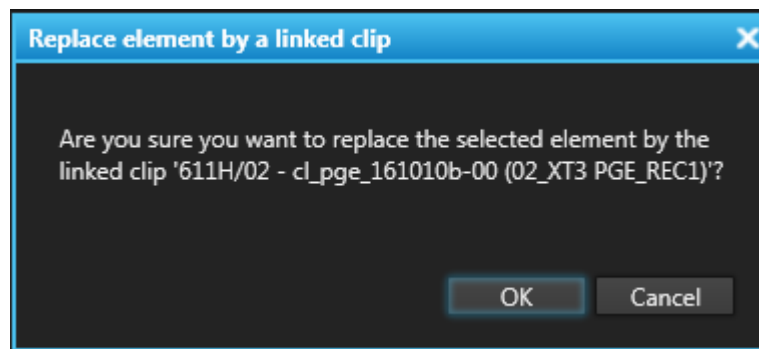 Replace element by a linked clip
Are you sure you want to replace the selected element by the
linked clip '611H/02 - cl_pge_161010b-00 (02_XT3 PGE_REC1)'?
OK
Cancel